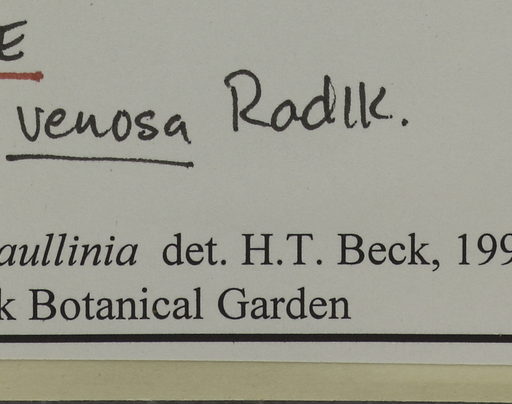 E
venosa Radlk.
aullinia det. H.T. Beck, 199
k Botanical Garden